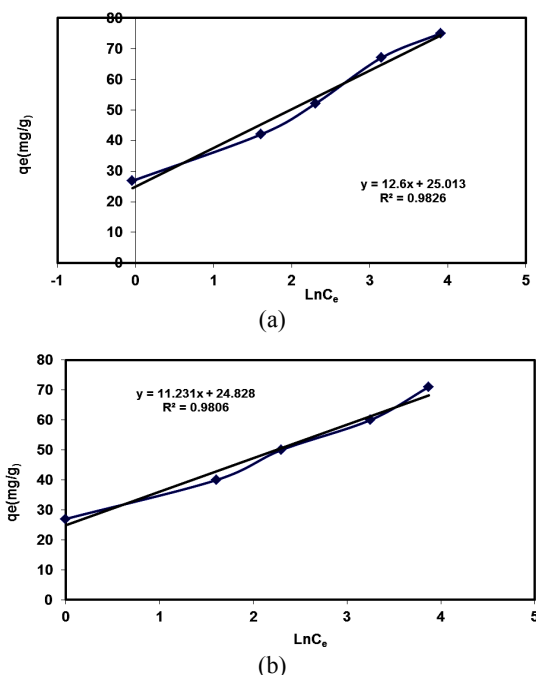 80
70
60
50
40
30
20
10
0
qe(mg/g)
y = 12.6x + 25.013
R² = 0.9826
-1 0 1 2 3 4 5
LnCₑ
(a)
80
70
60
50
40
30
20
10
0
qe(mg/g)
y = 11.231x + 24.828
R² = 0.9806
0 1 2 3 4 5
LnCₑ
(b)